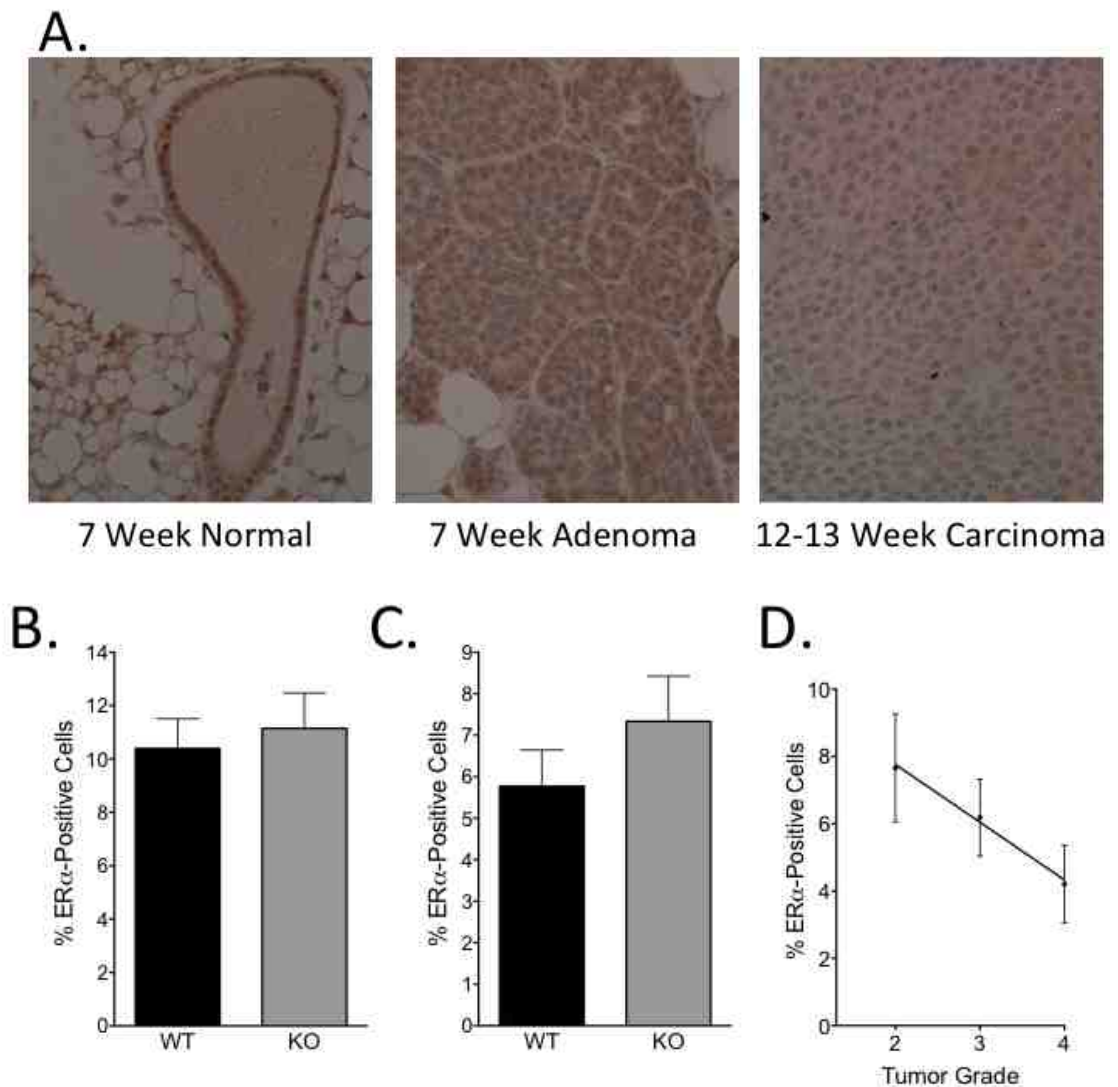 A.
7 Week Normal
7 Week Adenoma
12-13 Week Carcinoma
B.
% ERα-Positive Cells
14
12
10
8
6
4
2
0
WT
KO
C.
% ERα-Positive Cells
9
8
7
6
5
4
3
2
1
0
WT
KO
D.
% ERα-Positive Cells
10
8
6
4
2
0
2
3
4
Tumor Grade